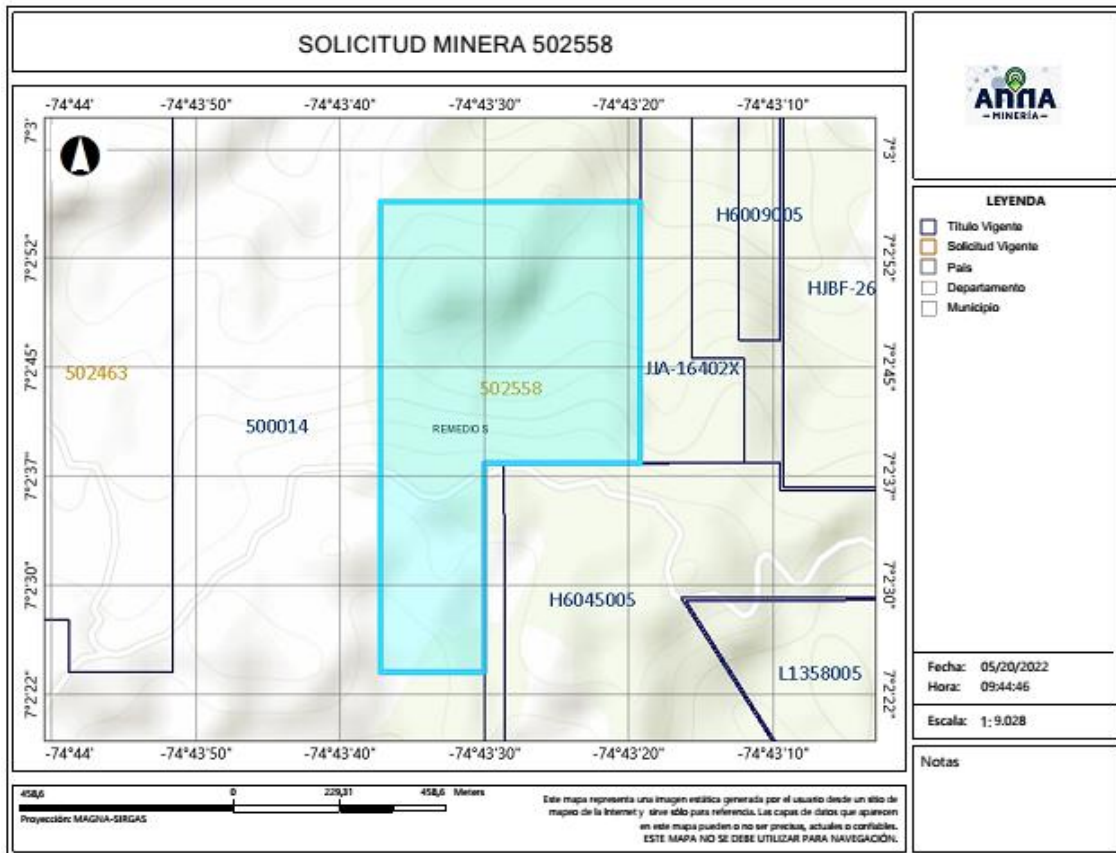 SOLICITUD MINERA 502558
-74°44' -74°43'50" -74°43'40" -74°43'30" -74°43'20" -74°43'10"
7°3' 7°3'
H6009005
7°2'52" 7°2'52"
HJBF-26
7°2'45" 7°2'45"
502463
JJA-16402X
502558
500014
REMEDIOS
7°2'37" 7°2'37"
7°2'30" 7°2'30"
H6045005
L1358005
7°2'22" 7°2'22"
-74°44' -74°43'50" -74°43'40" -74°43'30" -74°43'20" -74°43'10"
458,6 0 229,31 458,6 Meters
Proyección: MAGNA-SIRGAS
Este mapa representa una imagen estática generada por el usuario desde un sitio de
mapeo de la Internet y sirve sólo para referencia. Las capas de datos que aparecen
en este mapa pueden o no ser precisas, actuales o confiables.
ESTE MAPA NO SE DEBE UTILIZAR PARA NAVEGACIÓN.
ANNA
-MINERÍA-
LEYENDA
Título Vigente
Solicitud Vigente
País
Departamento
Municipio
Fecha: 05/20/2022
Hora: 09:44:46
Escala: 1: 9.028
Notas